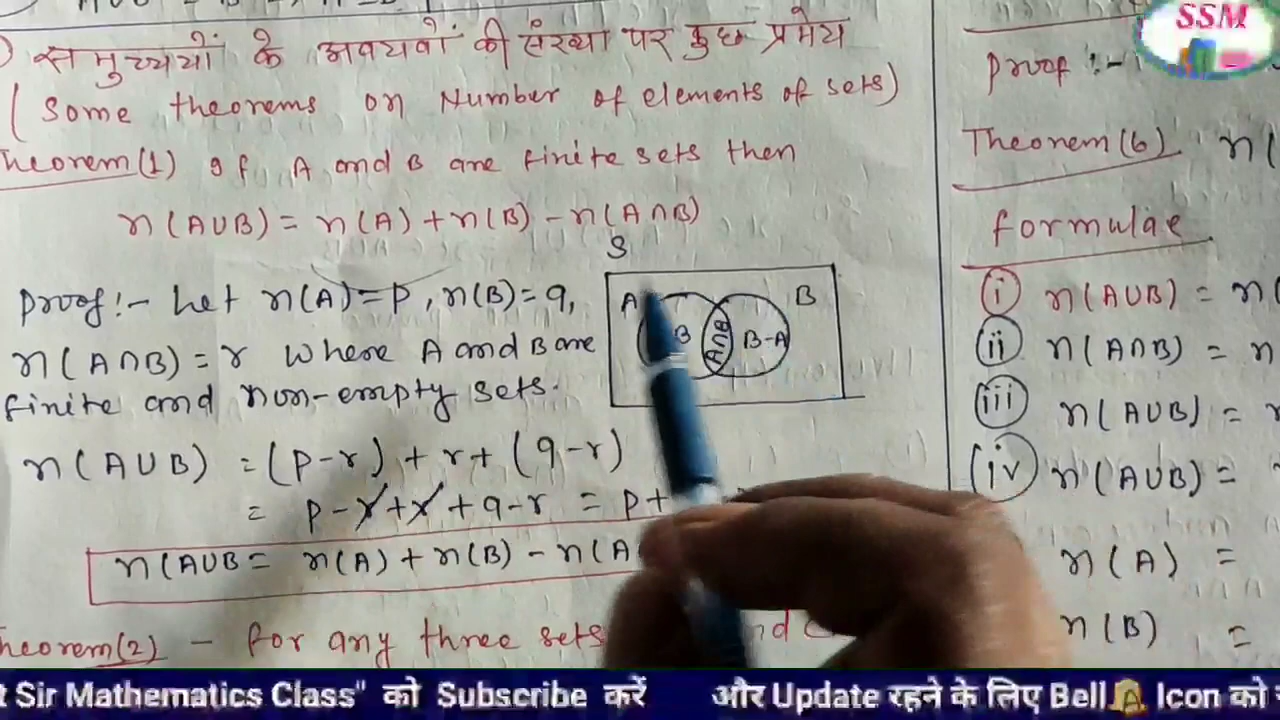 समुच्ययों के अवयवों की संख्या पर कुछ प्रमेय
(Some theorems on Number of elements of sets)
Theorem(1) If A and B are finite sets then
n(A∪B) = n(A) + n(B) - n(A∩B)
Proof:- Let n(A)=p, n(B)=q,
n(A∩B)=r where A and B are
finite and non-empty sets.
S
A B
B A∩B B-A
n(A∪B) =(p-r)+r+(q-r)
= p-r+r+q-r = p+
n(A∪B= n(A)+n(B)-n(A
Theorem(2) - for any three sets nd C
SSM
Proof:-
Theorem(6) n(
formulae
(i) n(A∪B) = n(
(ii) n(A∩B) = n
(iii) n(A∪B) =
(iv) n(A∪B) =
n(A) =
n(B) =
t Sir Mathematics Class" को Subscribe करें और Update रहने के लिए Bell Icon को